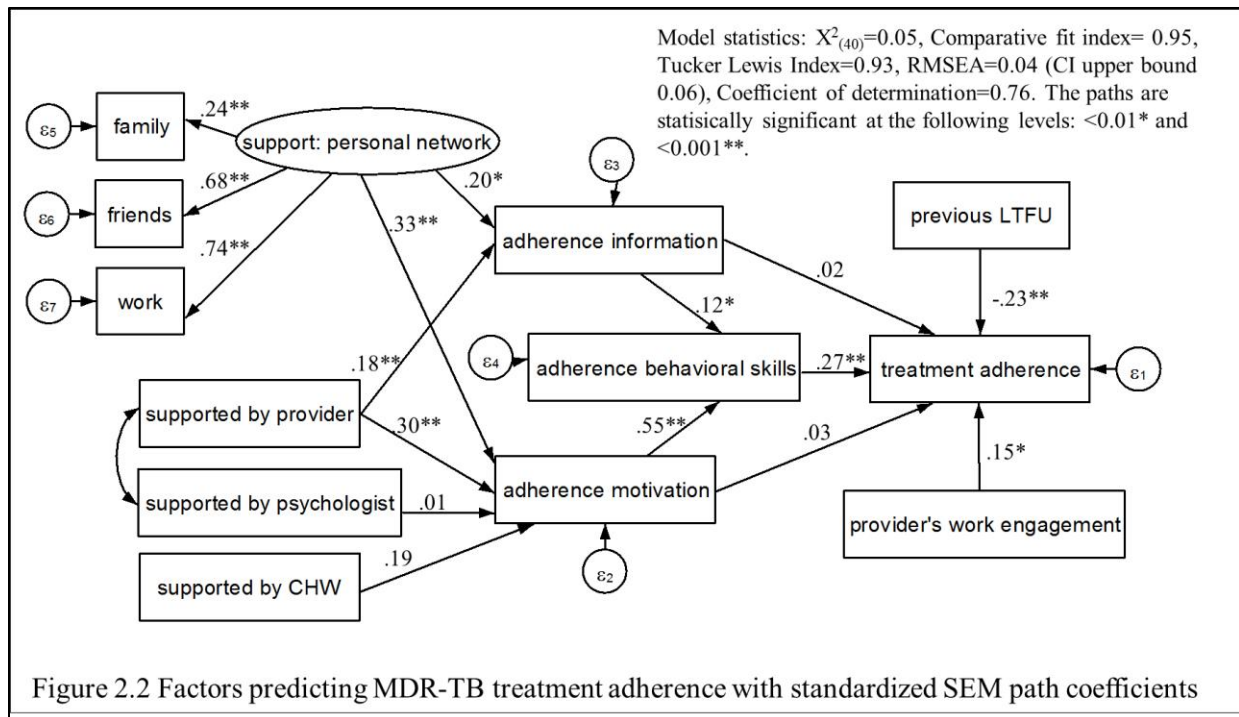 Model statistics: X²(40)=0.05, Comparative fit index= 0.95,
Tucker Lewis Index=0.93, RMSEA=0.04 (CI upper bound
0.06), Coefficient of determination=0.76. The paths are
statisically significant at the following levels: <0.01* and
<0.001**.
ε5
family
.24**
support: personal network
ε6
friends
.68**
ε7
work
.74**
.20*
.33**
ε3
adherence information
previous LTFU
.02
-.23**
.12*
ε4
adherence behavioral skills
.27**
treatment adherence
ε1
.18**
supported by provider
.30**
.55**
.03
.15*
supported by psychologist
.01
adherence motivation
provider's work engagement
supported by CHW
.19
ε2
Figure 2.2 Factors predicting MDR-TB treatment adherence with standardized SEM path coefficients